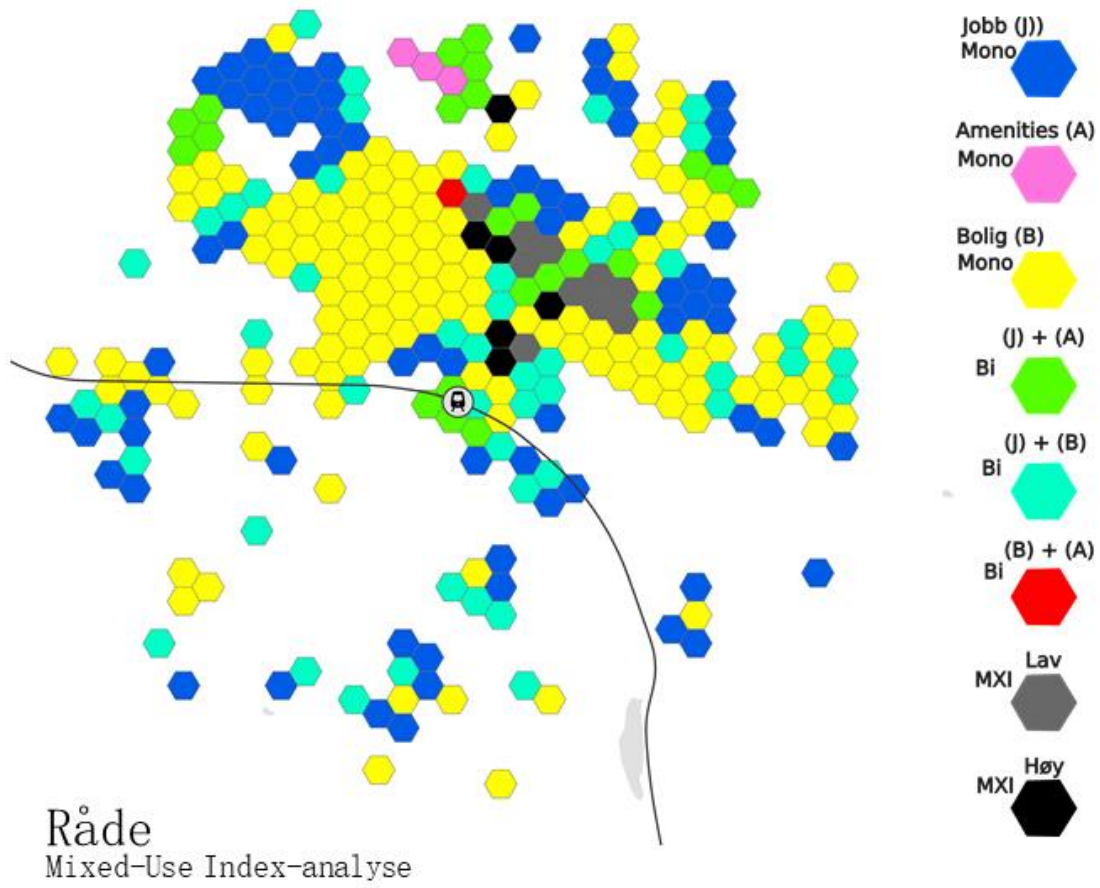 Jobb (J))
Mono
Amenities (A)
Mono
Bolig (B)
Mono
(J) + (A)
Bi
(J) + (B)
Bi
(B) + (A)
Bi
Lav
MXI
Høy
MXI
Råde
Mixed-Use Index-analyse